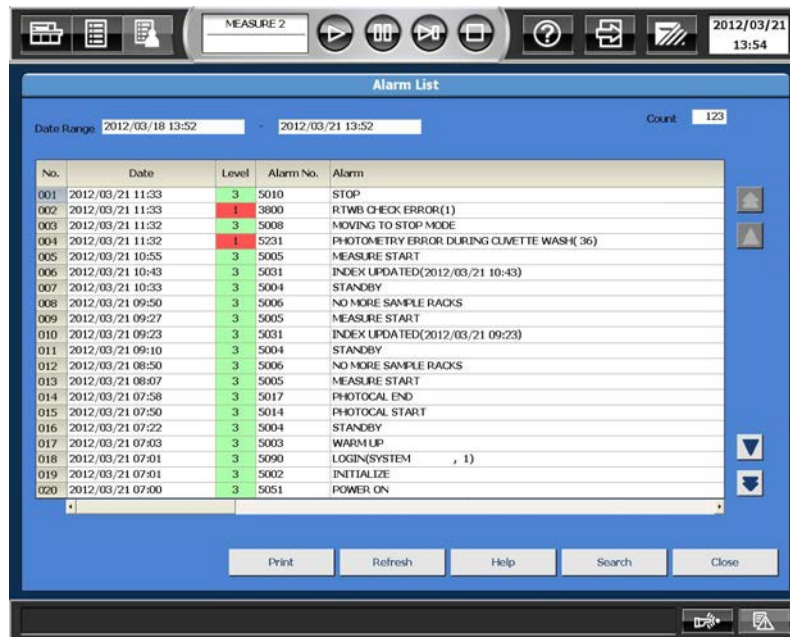 MEASURE 2
2012/03/21
13:54
Alarm List
Date Range 2012/03/18 13:52 - 2012/03/21 13:52 Count 123
No. Date Level Alarm No. Alarm
001 2012/03/21 11:33 3 5010 STOP
002 2012/03/21 11:33 1 3800 RTWB CHECK ERROR(1)
003 2012/03/21 11:32 3 5008 MOVING TO STOP MODE
004 2012/03/21 11:32 1 5231 PHOTOMETRY ERROR DURING CUVETTE WASH( 36)
005 2012/03/21 10:55 3 5005 MEASURE START
006 2012/03/21 10:43 3 5031 INDEX UPDATED(2012/03/21 10:43)
007 2012/03/21 10:33 3 5004 STANDBY
008 2012/03/21 09:50 3 5006 NO MORE SAMPLE RACKS
009 2012/03/21 09:27 3 5005 MEASURE START
010 2012/03/21 09:23 3 5031 INDEX UPDATED(2012/03/21 09:23)
011 2012/03/21 09:10 3 5004 STANDBY
012 2012/03/21 08:50 3 5006 NO MORE SAMPLE RACKS
013 2012/03/21 08:07 3 5005 MEASURE START
014 2012/03/21 07:58 3 5017 PHOTOCAL END
015 2012/03/21 07:50 3 5014 PHOTOCAL START
016 2012/03/21 07:22 3 5004 STANDBY
017 2012/03/21 07:03 3 5003 WARM UP
018 2012/03/21 07:01 3 5090 LOGIN(SYSTEM , 1)
019 2012/03/21 07:01 3 5002 INITIALIZE
020 2012/03/21 07:00 3 5051 POWER ON
Print Refresh Help Search Close